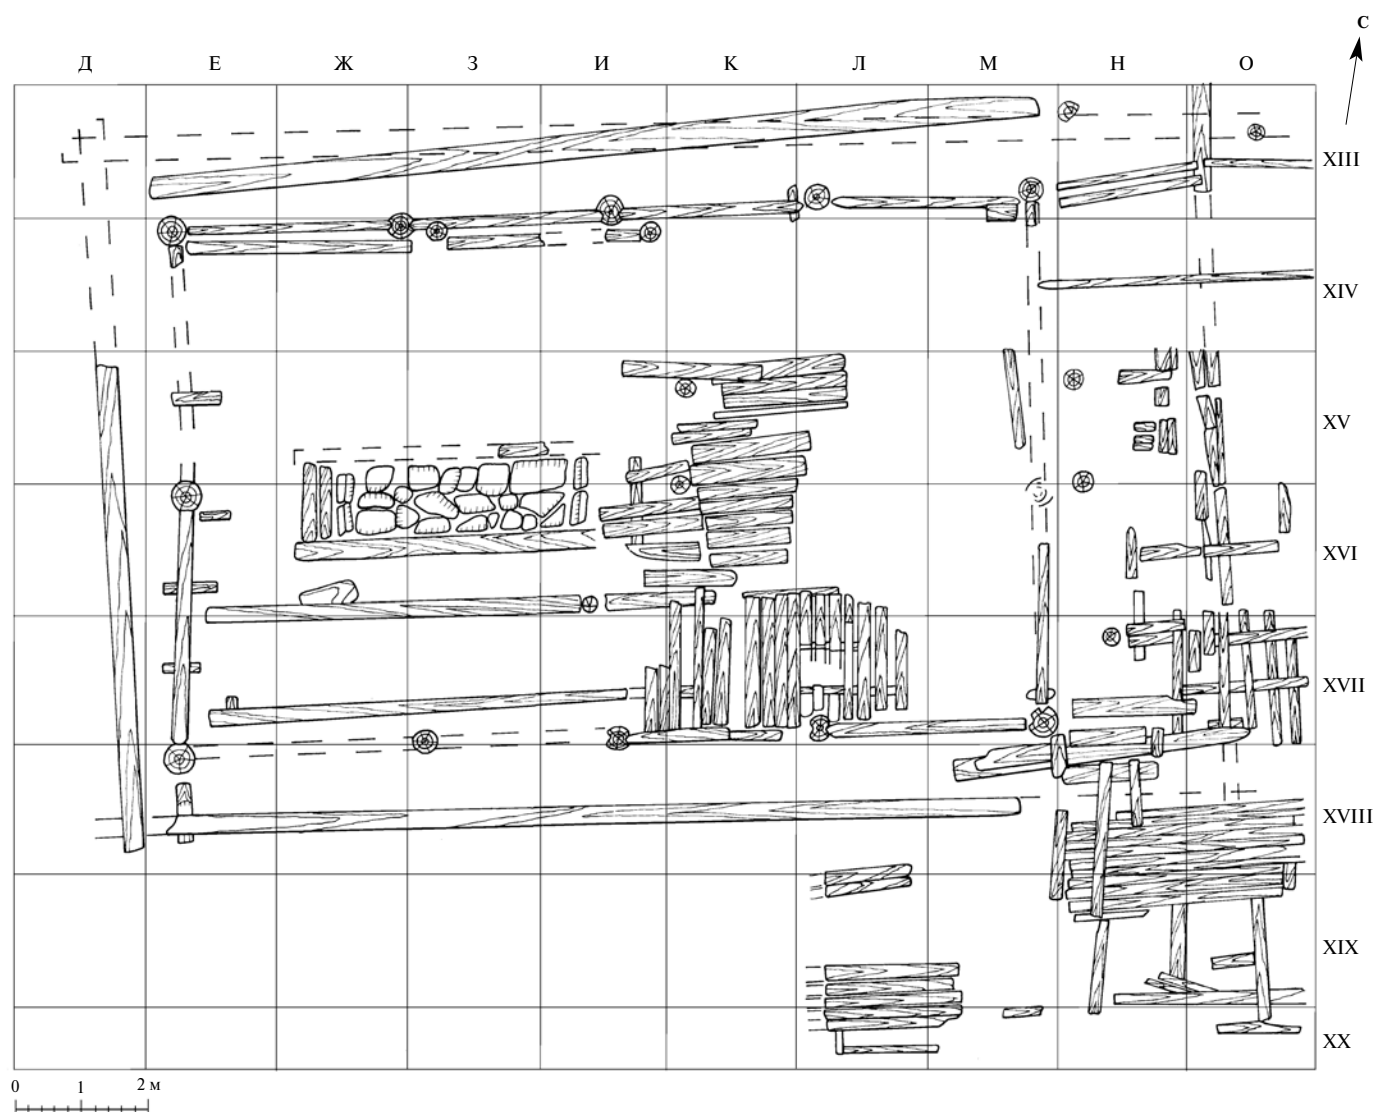 С
Д Е Ж З И К Л М Н О
XIII
XIV
XV
XVI
XVII
XVIII
XIX
XX
0 1 2 м